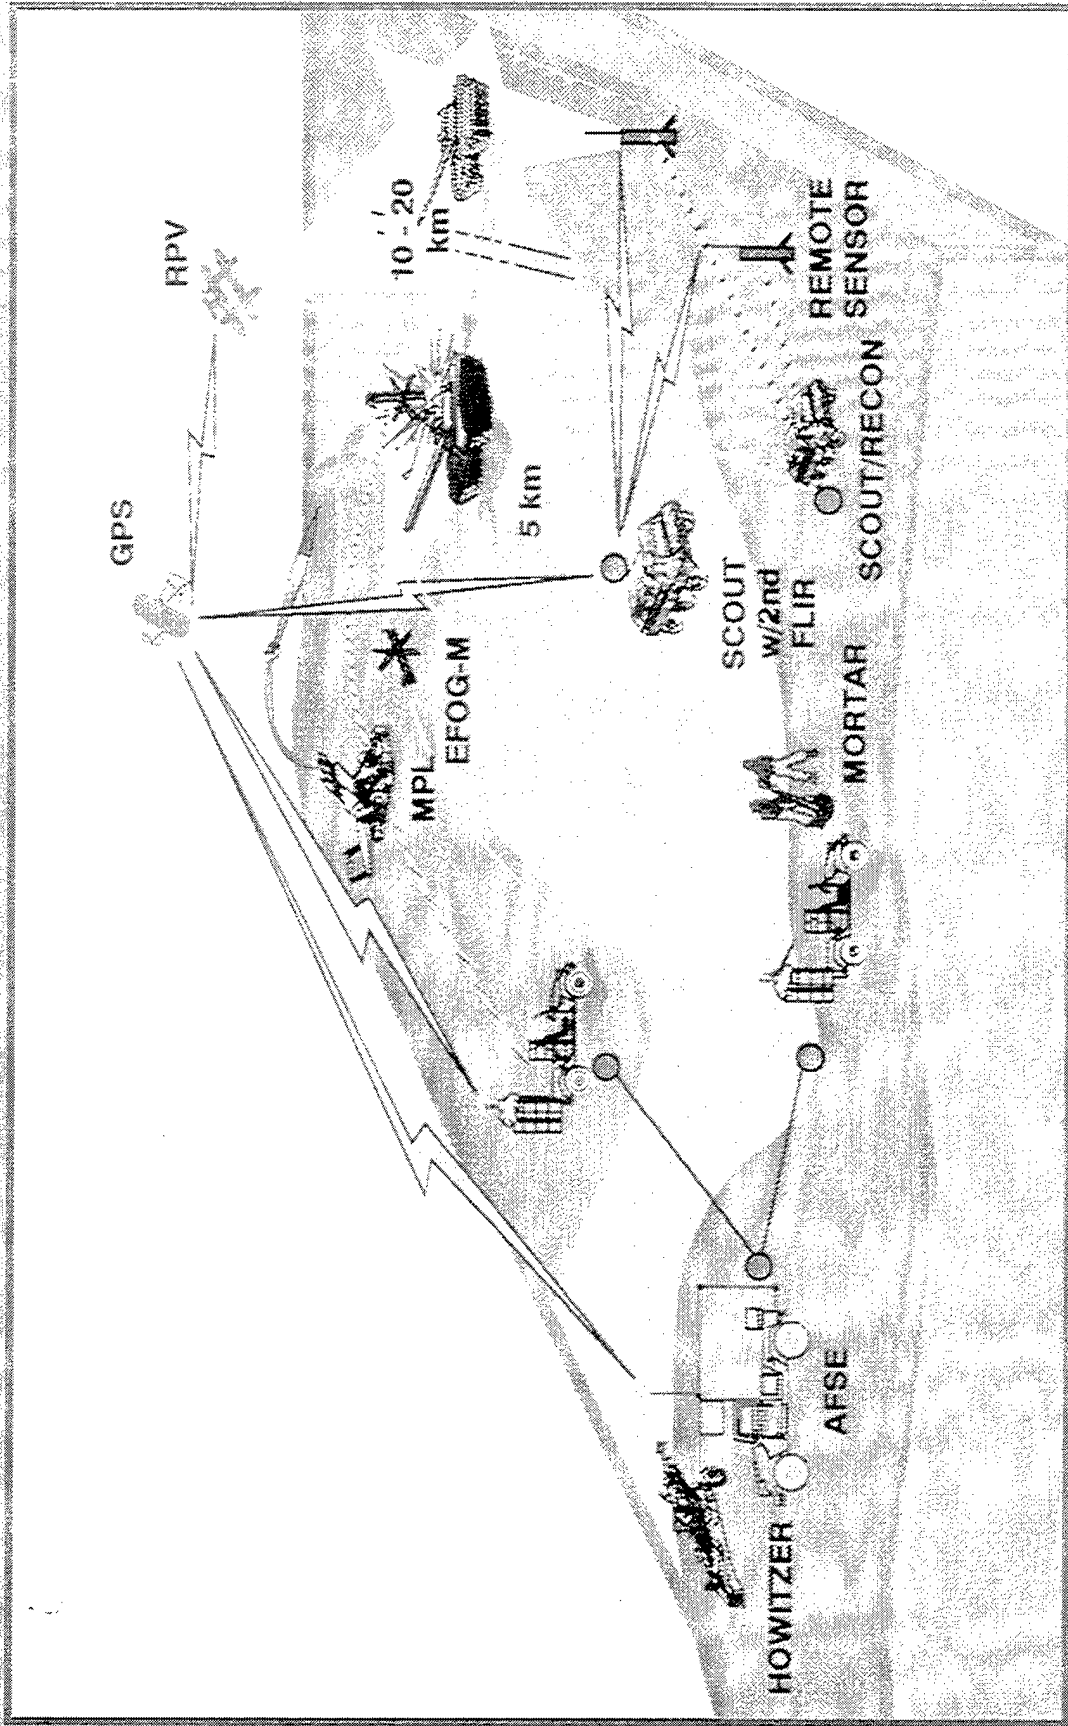 GPS
RPV
10 - 20
km
5 km
MPL
EFOG-M
SCOUT
w/2nd
FLIR
REMOTE
SENSOR
SCOUT/RECON
MORTAR
AFSE
HOWITZER